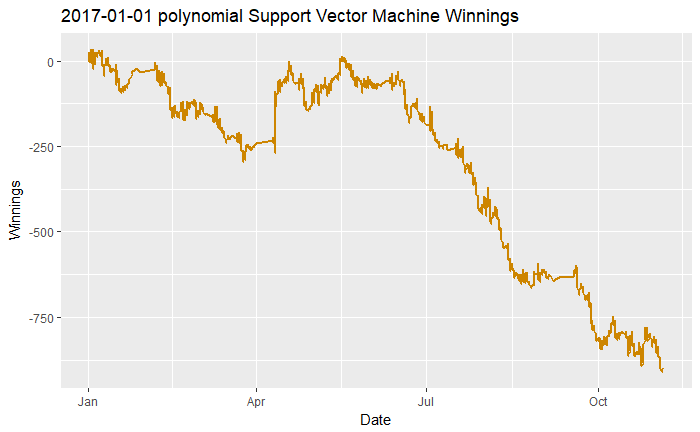 2017-01-01 polynomial Support Vector Machine Winnings
0
-250
-500
-750
Winnings
Jan Apr Jul Oct
Date